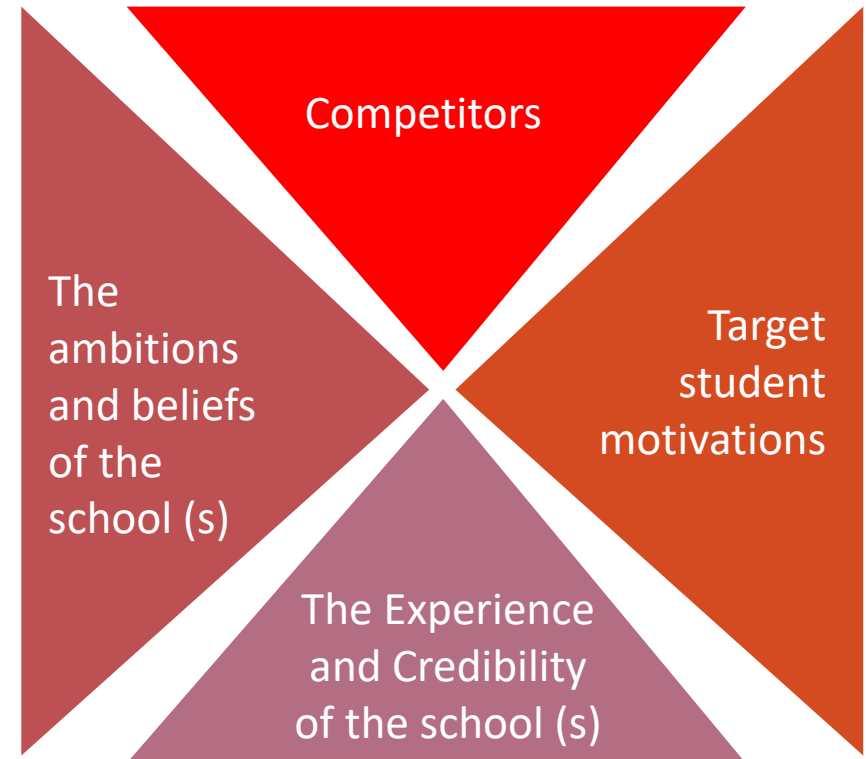 Competitors
The
ambitions
and beliefs
of the
school (s)
Target
student
motivations
The Experience
and Credibility
of the school (s)